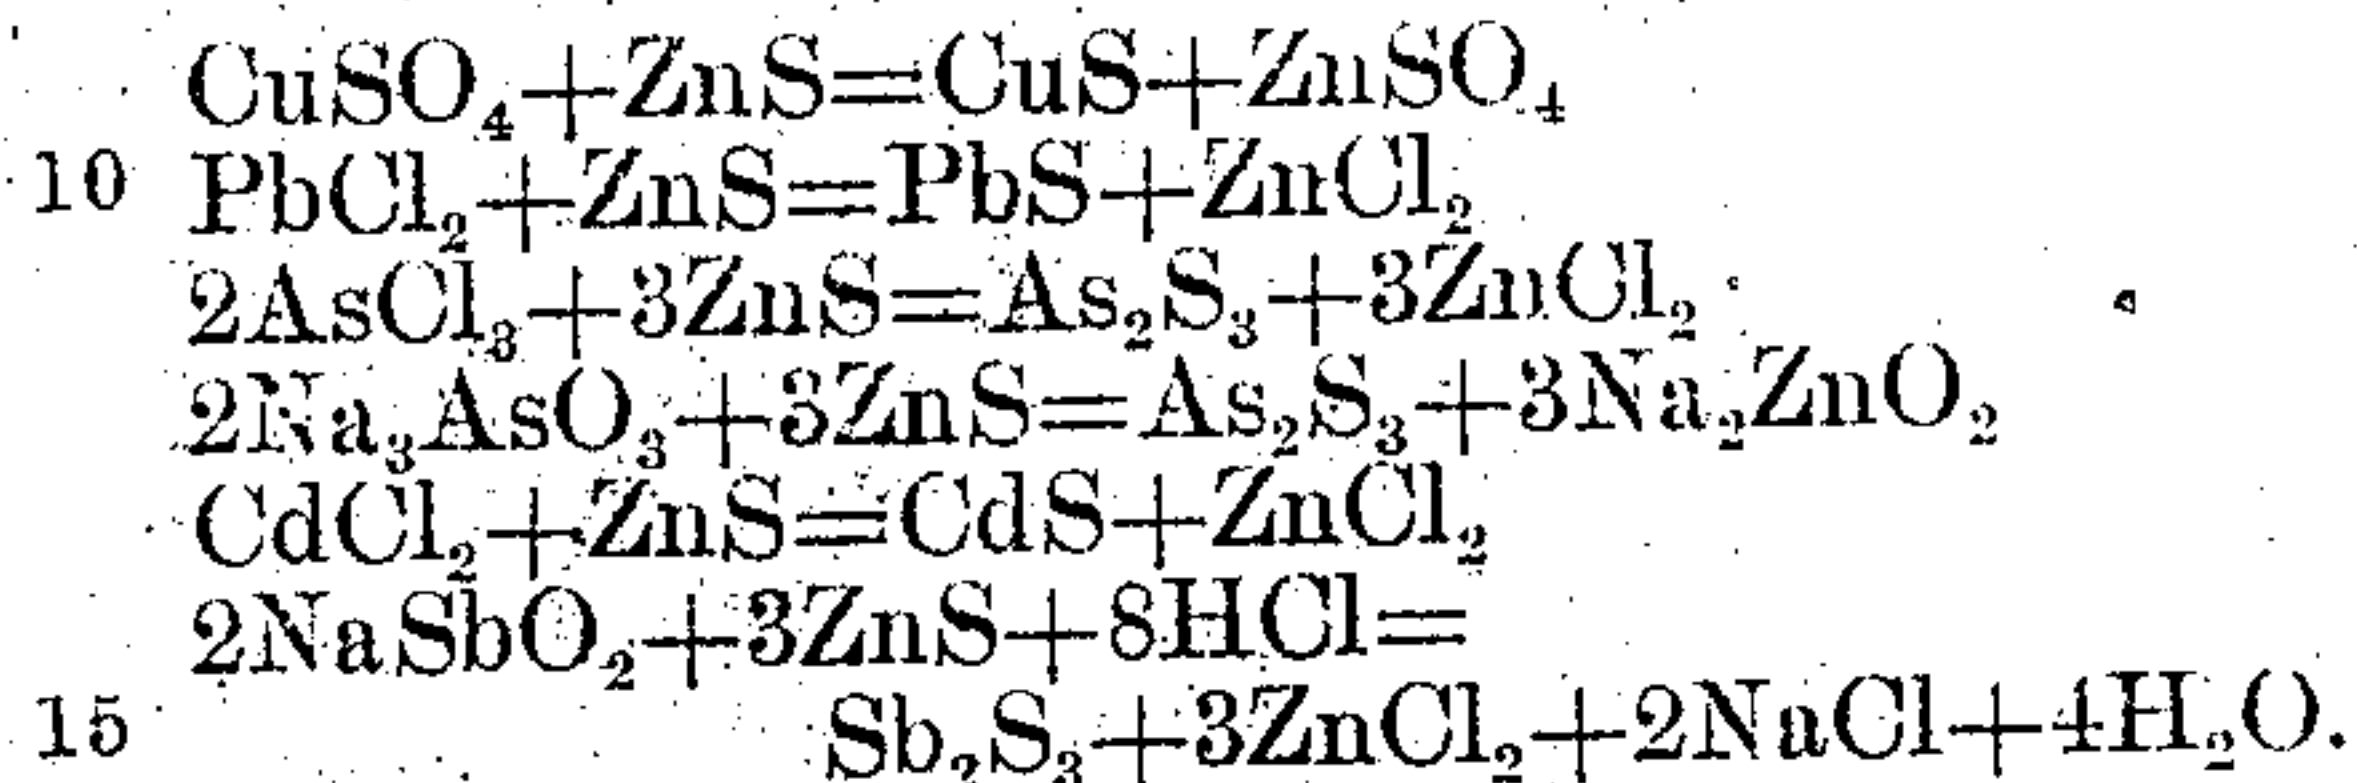 CuSO₄+ZnS=CuS+ZnSO₄
10 PbCl₂+ZnS=PbS+ZnCl₂
2AsCl₃+3ZnS=As₂S₃+3ZnCl₂
2Na₃AsO₃+3ZnS=As₂S₃+3Na₂ZnO₂
CdCl₂+ZnS=CdS+ZnCl₂
2NaSbO₂+3ZnS+8HCl=
15 Sb₂S₃+3ZnCl₂+2NaCl+4H₂O.